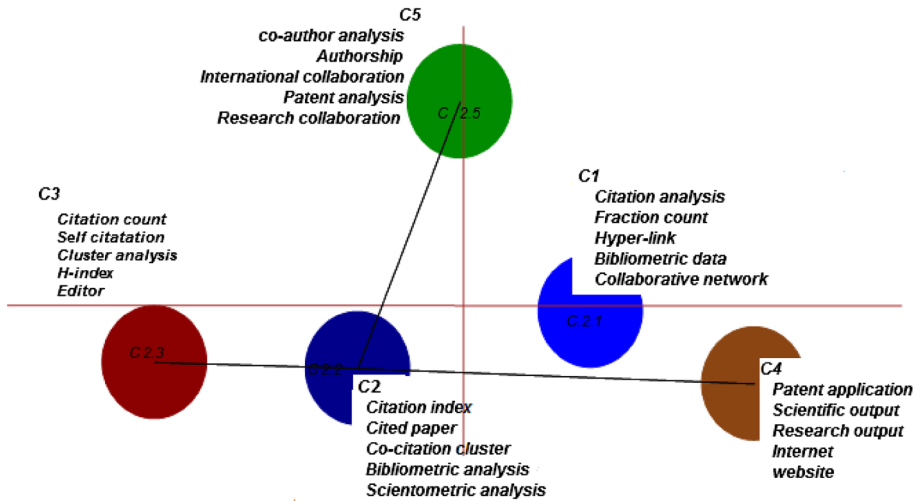 C5
co-author analysis
Authorship
International collaboration
Patent analysis
Research collaboration
C 2.5
C3
Citation count
Self citatation
Cluster analysis
H-index
Editor
C1
Citation analysis
Fraction count
Hyper-link
Bibliometric data
Collaborative network
C 2.3
C 2.2
C 2.1
C2
Citation index
Cited paper
Co-citation cluster
Bibliometric analysis
Scientometric analysis
C4
Patent application
Scientific output
Research output
Internet
website